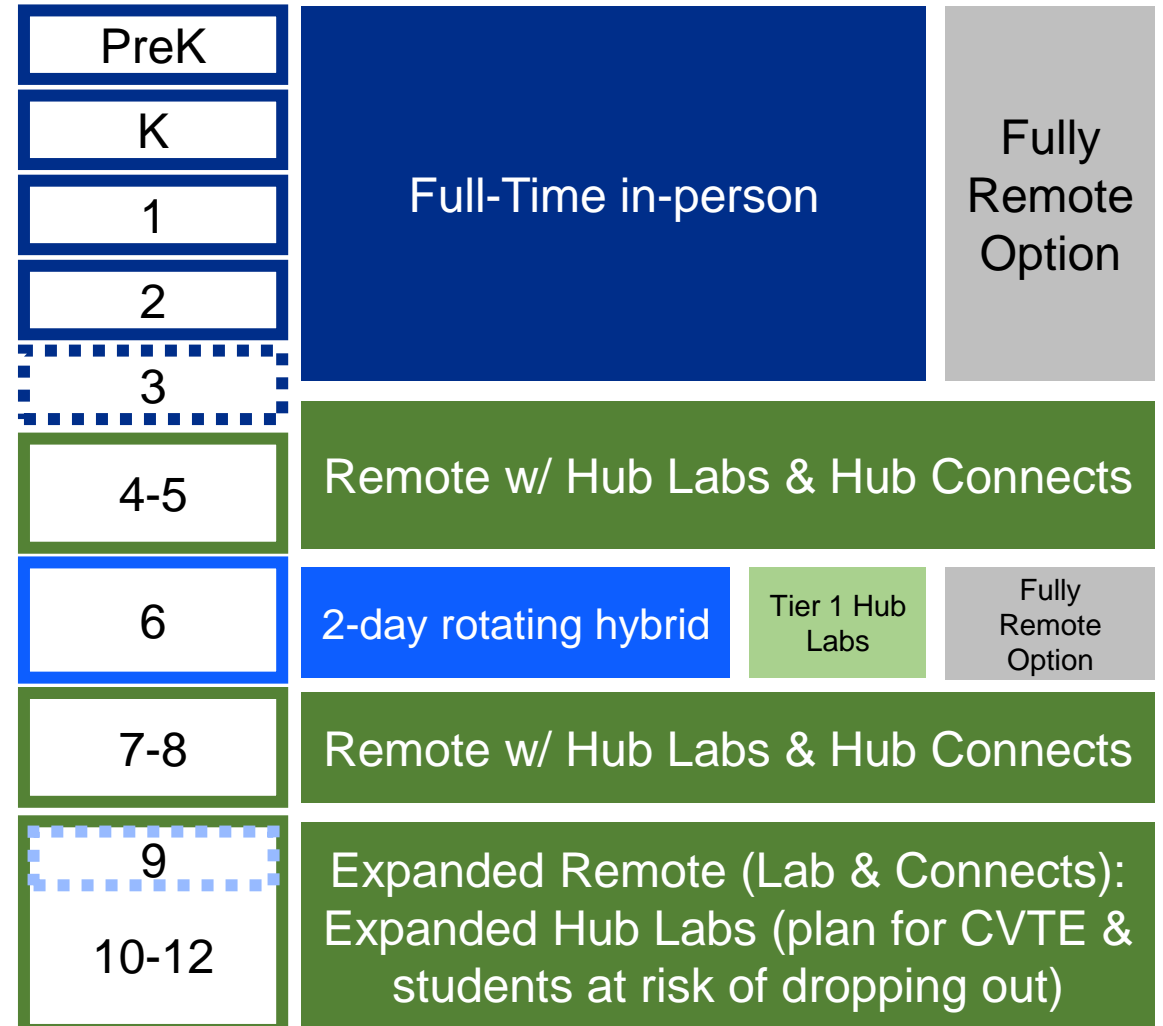 PreK
K
1
2
3
Full-Time in-person
Fully
Remote
Option
4-5
Remote w/ Hub Labs & Hub Connects
6
2-day rotating hybrid
Tier 1 Hub
Labs
Fully
Remote
Option
7-8
Remote w/ Hub Labs & Hub Connects
9
10-12
Expanded Remote (Lab & Connects):
Expanded Hub Labs (plan for CVTE &
students at risk of dropping out)